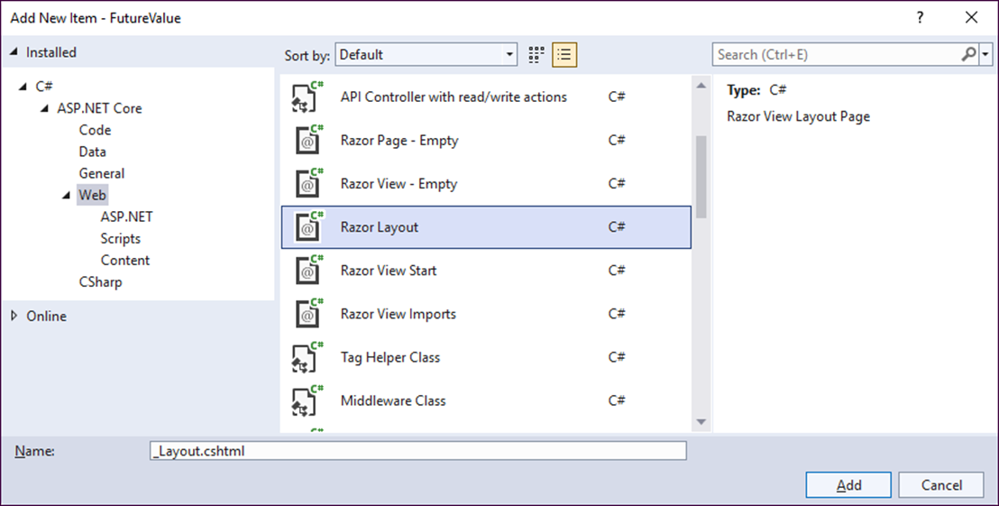 Add New Item - FutureValue ?
Installed
C#
ASP.NET Core
Code
Data
General
Web
ASP.NET
Scripts
Content
CSharp
Online
Sort by: Default
C# API Controller with read/write actions C#
C# @ Razor Page - Empty C#
C# @ Razor View - Empty C#
C# @ Razor Layout C#
C# @ Razor View Start C#
C# @ Razor View Imports C#
C# Tag Helper Class C#
C# Middleware Class C#
Search (Ctrl+E)
Type: C#
Razor View Layout Page
Name: _Layout.cshtml
Add Cancel